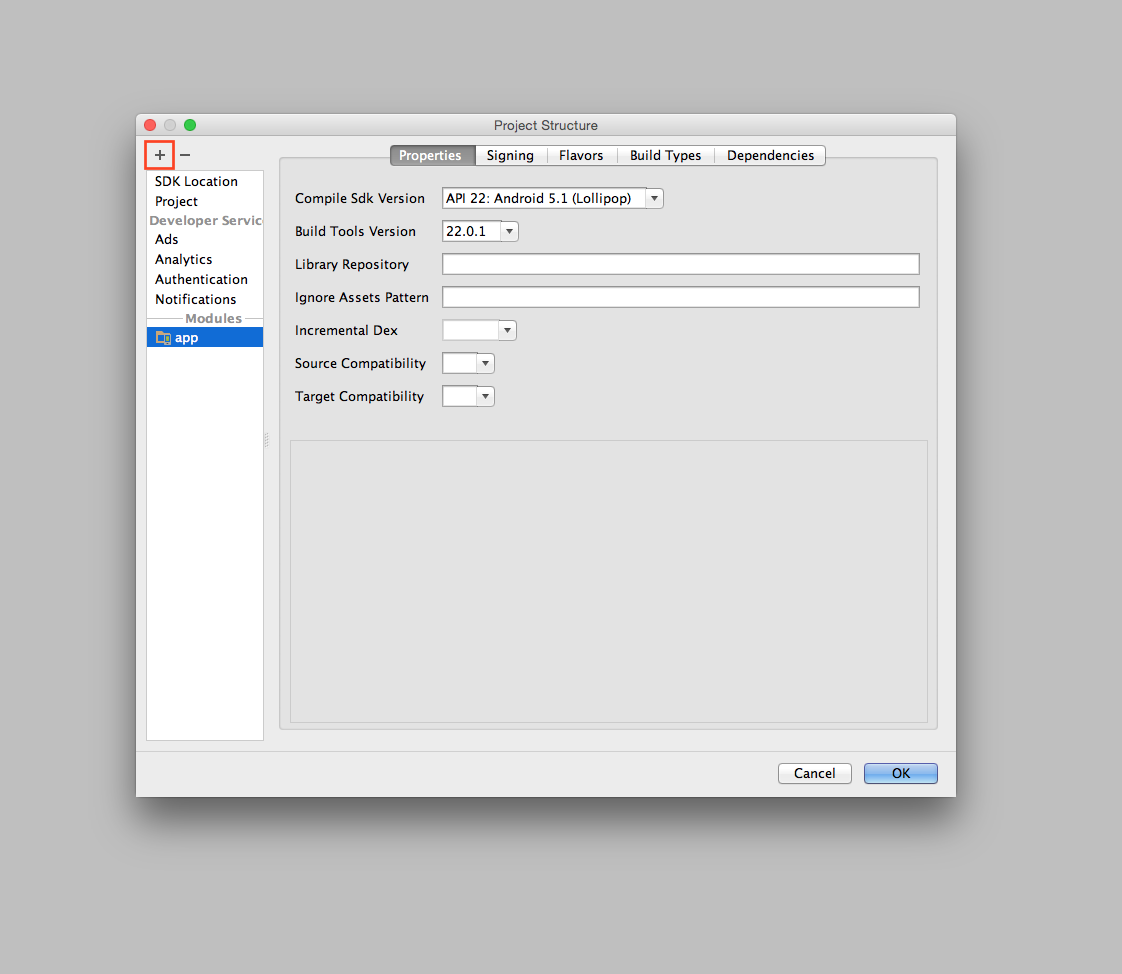 Project Structure
+ −
SDK Location
Project
Developer Servic
Ads
Analytics
Authentication
Notifications
Modules
app
Properties Signing Flavors Build Types Dependencies
Compile Sdk Version API 22: Android 5.1 (Lollipop)
Build Tools Version 22.0.1
Library Repository
Ignore Assets Pattern
Incremental Dex
Source Compatibility
Target Compatibility
Cancel OK